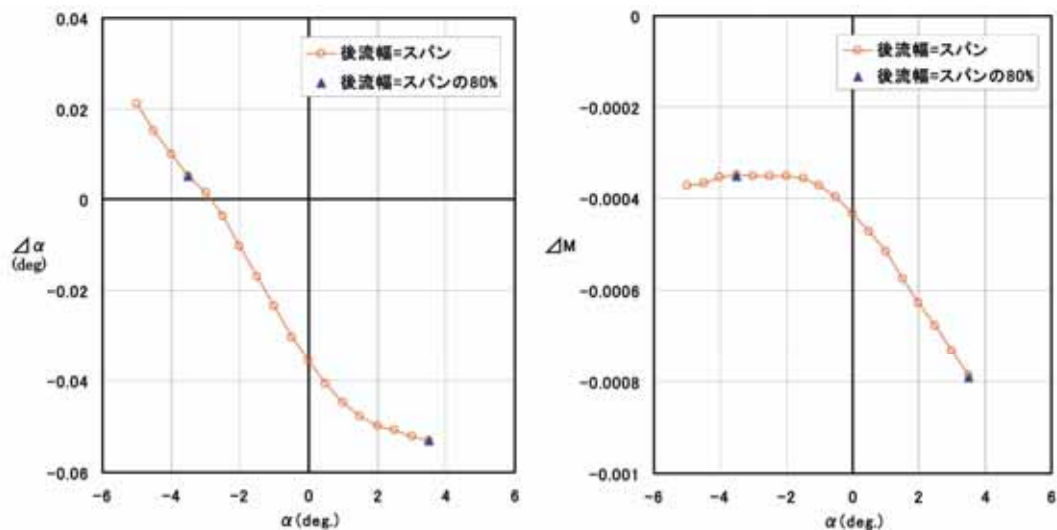 0.04
0.02
0
-0.02
-0.04
-0.06
⊿α
(deg)
後流幅=スパン
後流幅=スパンの80%
-6 -4 -2 0 2 4 6
α(deg.)
0
-0.0002
-0.0004
-0.0006
-0.0008
-0.001
⊿M
後流幅=スパン
後流幅=スパンの80%
-6 -4 -2 0 2 4 6
α(deg.)